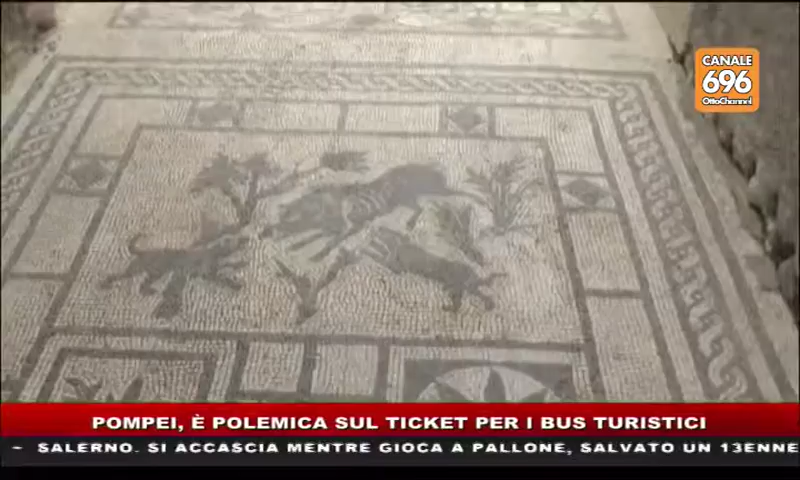 CANALE
696
OttoChannel
POMPEI, È POLEMICA SUL TICKET PER I BUS TURISTICI
~ SALERNO. SI ACCASCIA MENTRE GIOCA A PALLONE, SALVATO UN 13ENNE